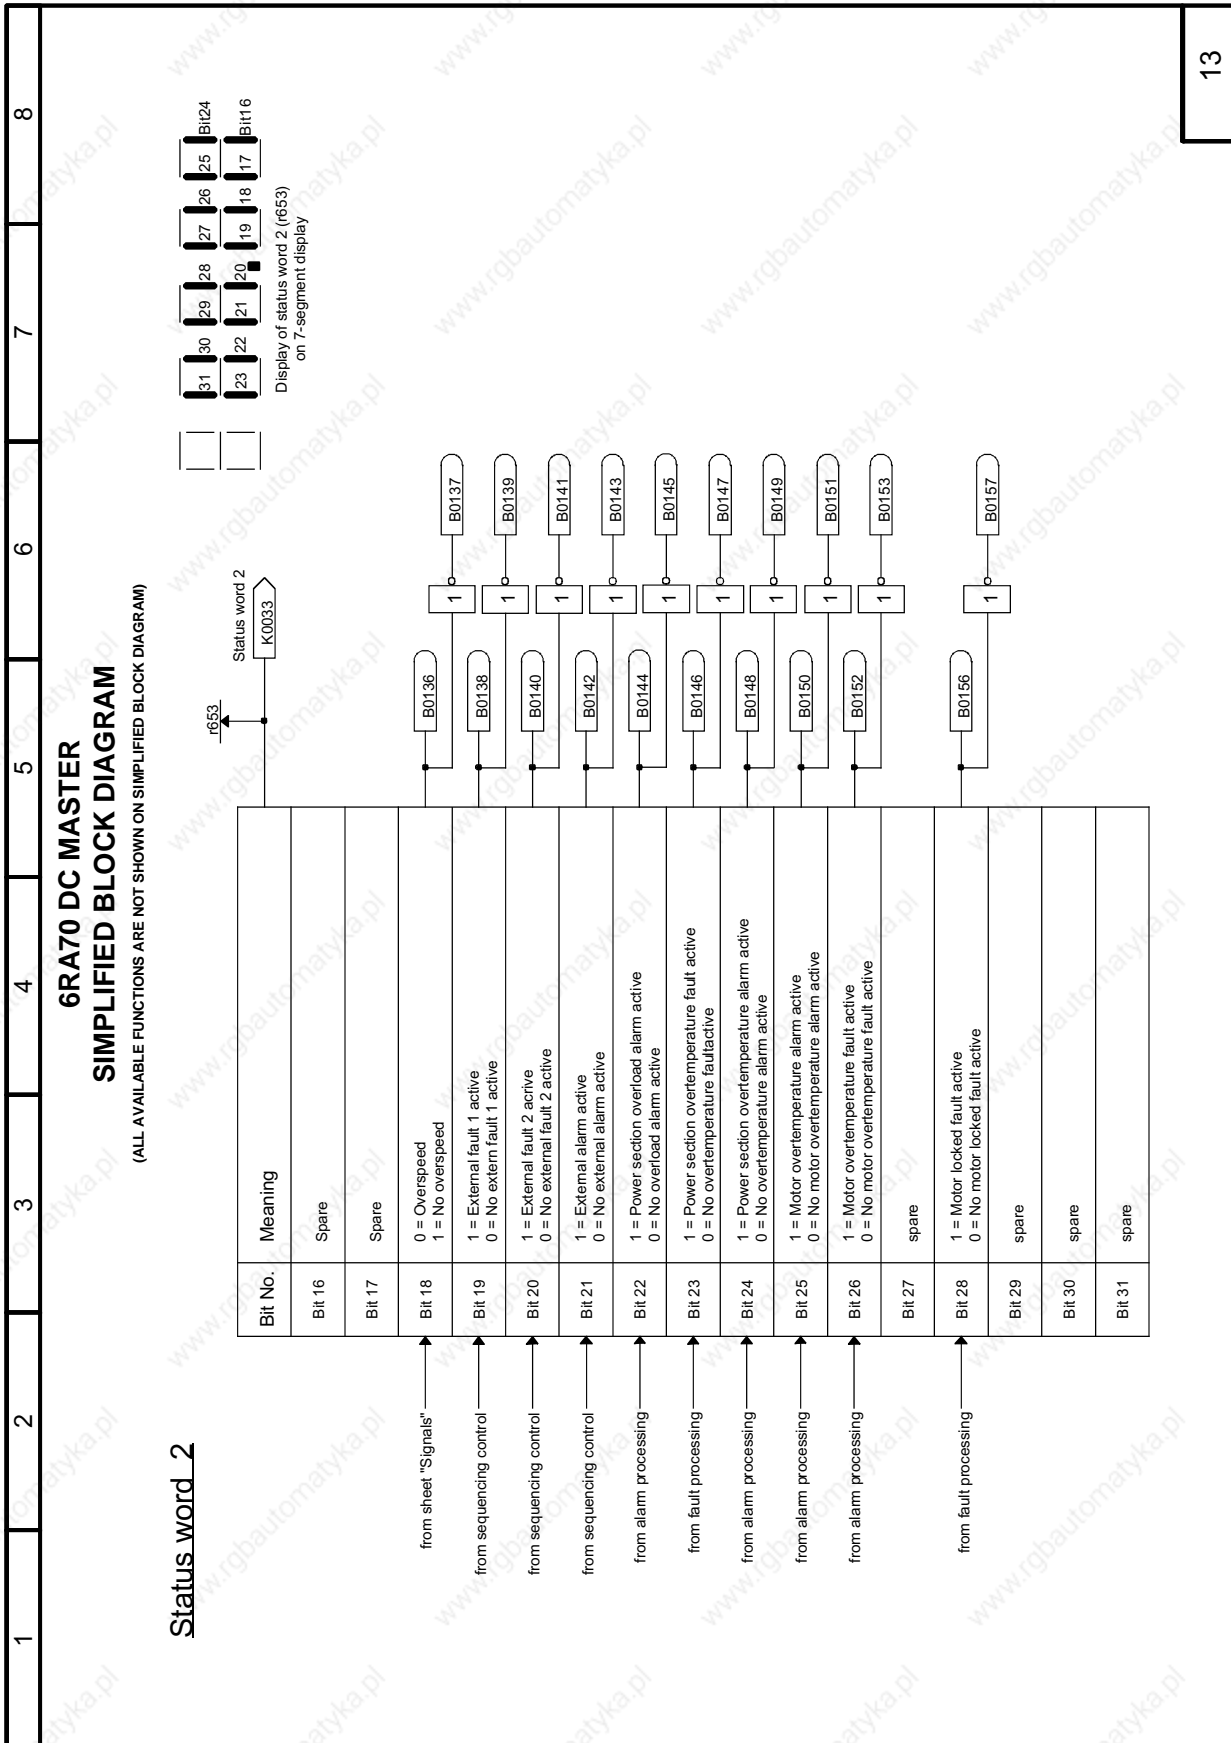 1 2 3 4 5 6 7 8
6RA70 DC MASTER
SIMPLIFIED BLOCK DIAGRAM
(ALL AVAILABLE FUNCTIONS ARE NOT SHOWN ON SIMPLIFIED BLOCK DIAGRAM)
Status word 2
31 30 29 28 27 26 25 Bit24
23 22 21 20 19 18 17 Bit16
Display of status word 2 (r653)
on 7-segment display
r653
Status word 2
K0033
Bit No. Meaning
Bit 16 Spare
Bit 17 Spare
from sheet "Signals" Bit 18 0 = Overspeed
1 = No overspeed
B0136 1 B0137
from sequencing control Bit 19 1 = External fault 1 active
0 = No extern fault 1 active
B0138 1 B0139
from sequencing control Bit 20 1 = External fault 2 acrive
0 = No external fault 2 active
B0140 1 B0141
from sequencing control Bit 21 1 = External alarm active
0 = No external alarm active
B0142 1 B0143
from alarm processing Bit 22 1 = Power section overload alarm active
0 = No overload alarm active
B0144 1 B0145
from fault processing Bit 23 1 = Power section overtemperature fault active
0 = No overtemperature faultactive
B0146 1 B0147
from alarm processing Bit 24 1 = Power section overtemperature alarm active
0 = No overtemperature alarm active
B0148 1 B0149
from alarm processing Bit 25 1 = Motor overtemperature alarm active
0 = No motor overtemperature alarm active
B0150 1 B0151
from alarm processing Bit 26 1 = Motor overtemperature fault active
0 = No motor overtemperature fault active
B0152 1 B0153
Bit 27 spare
from fault processing Bit 28 1 = Motor locked fault active
0 = No motor locked fault active
B0156 1 B0157
Bit 29 spare
Bit 30 spare
Bit 31 spare
13
www.rgbautomatyka.pl